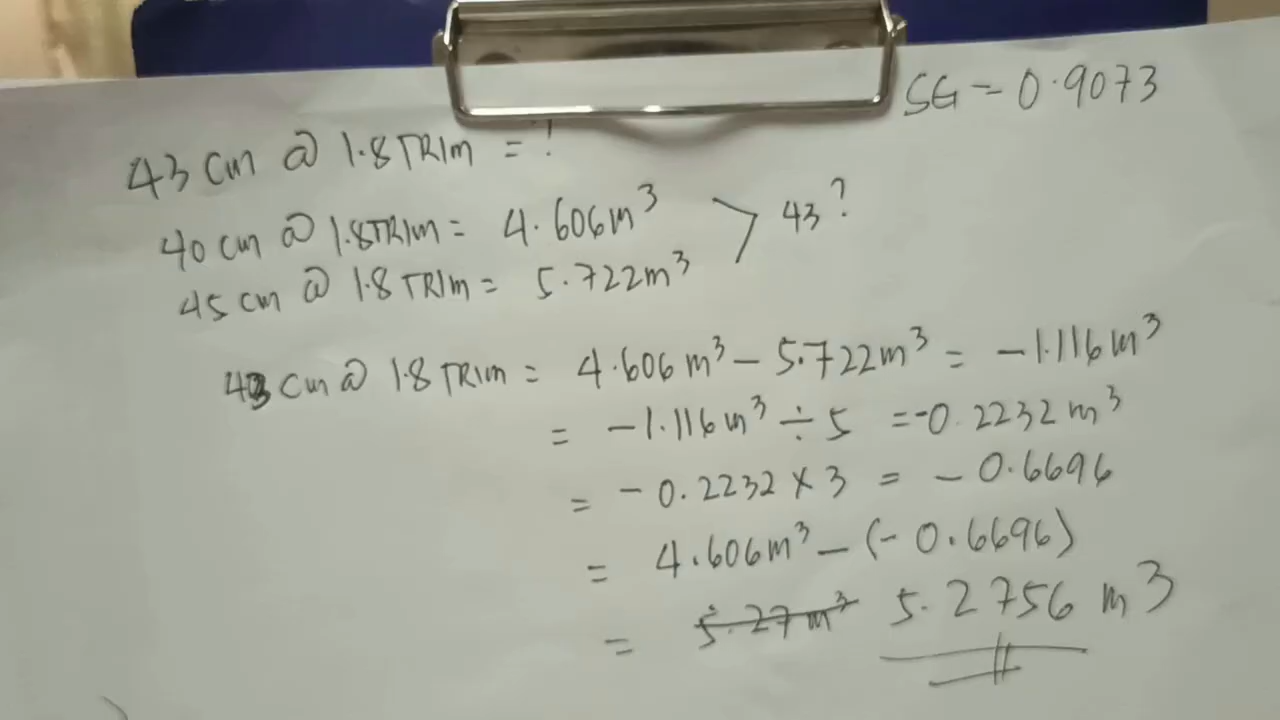 SG = 0.9073
43 cm @ 1.8 TRIM = ?
40 cm @ 1.8 TRIM = 4.606 m³
45 cm @ 1.8 TRIM = 5.722 m³
> 43?
43 cm @ 1.8 TRIM = 4.606 m³ - 5.722 m³ = -1.116 m³
= -1.116 m³ ÷ 5 = -0.2232 m³
= -0.2232 x 3 = -0.6696
= 4.606 m³ - (-0.6696)
= 5.27 m³ 5.2756 m³